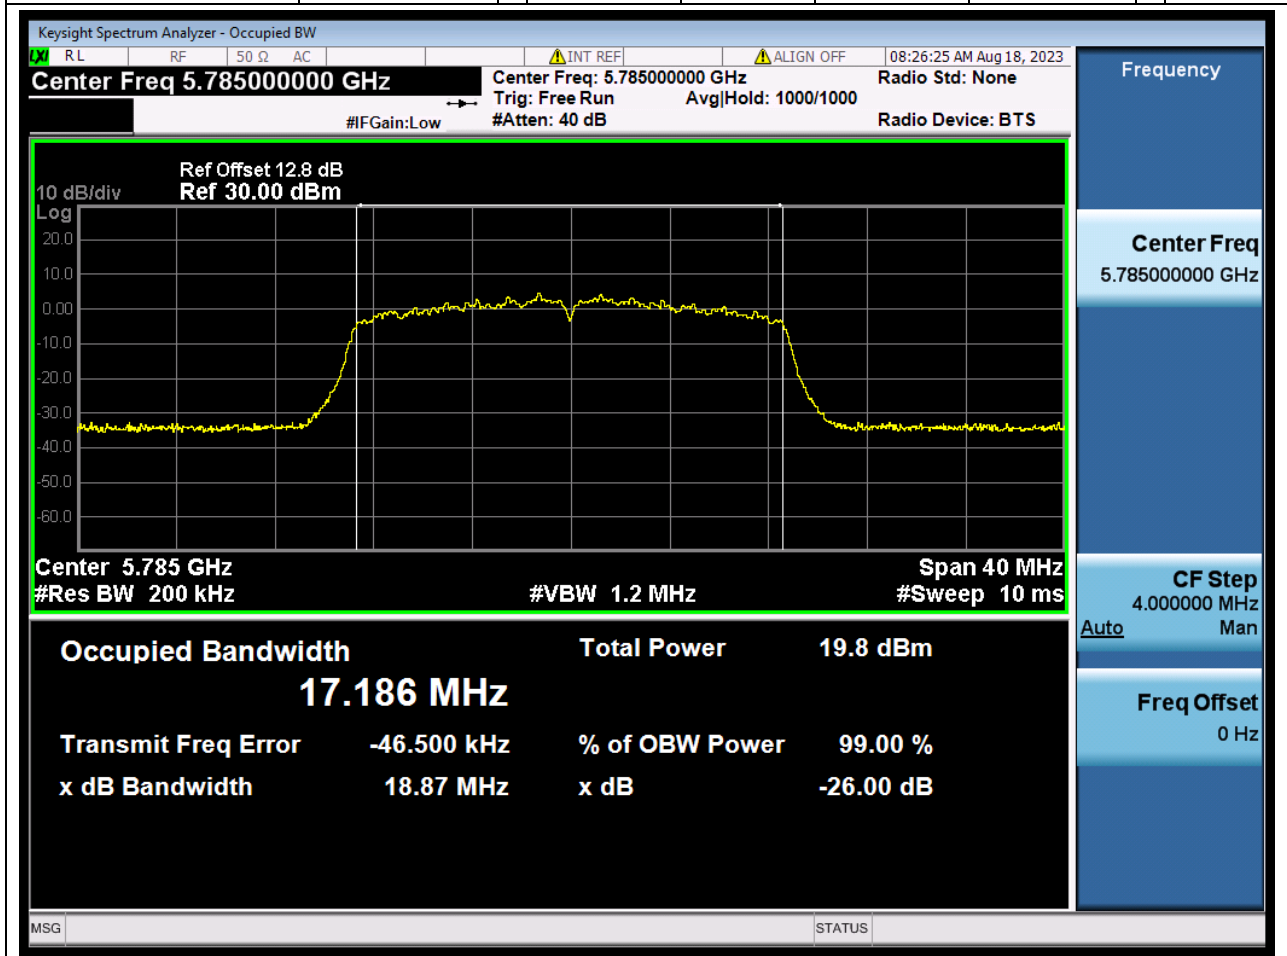 Keysight Spectrum Analyzer - Occupied BW
LXI RL RF 50 Ω AC INT REF ALIGN OFF 08:26:25 AM Aug 18, 2023
Center Freq 5.785000000 GHz
Center Freq: 5.785000000 GHz
Radio Std: None
Trig: Free Run Avg|Hold: 1000/1000
#IFGain:Low
#Atten: 40 dB
Radio Device: BTS
Ref Offset 12.8 dB
10 dB/div Ref 30.00 dBm
Log
20.0
10.0
0.00
-10.0
-20.0
-30.0
-40.0
-50.0
-60.0
Center 5.785 GHz Span 40 MHz
#Res BW 200 kHz #VBW 1.2 MHz #Sweep 10 ms
Occupied Bandwidth Total Power 19.8 dBm
17.186 MHz
Transmit Freq Error -46.500 kHz % of OBW Power 99.00 %
x dB Bandwidth 18.87 MHz x dB -26.00 dB
MSG STATUS
Frequency
Center Freq
5.785000000 GHz
CF Step
4.000000 MHz
Auto Man
Freq Offset
0 Hz